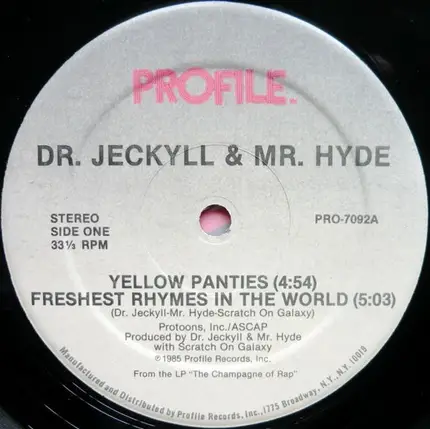 PROFILE.
DR. JECKYLL & MR. HYDE
STEREO
SIDE ONE
33⅓ RPM
PRO-7092A
YELLOW PANTIES (4:54)
FRESHEST RHYMES IN THE WORLD (5:03)
(Dr. Jeckyll-Mr. Hyde-Scratch On Galaxy)
Protoons, Inc./ASCAP
Produced by Dr. Jeckyll & Mr. Hyde
with Scratch On Galaxy
℗ 1985 Profile Records, Inc.
From the LP "The Champagne of Rap"
Manufactured and Distributed by Profile Records, Inc. 1775 Broadway, N.Y., N.Y. 10019